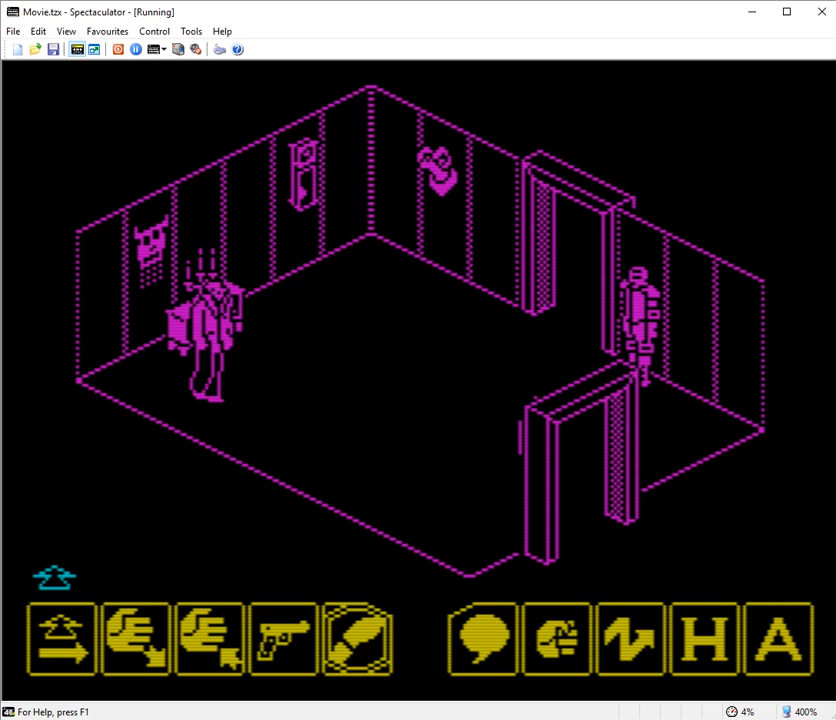 Movie.tzx - Spectaculator - [Running]
File Edit View Favourites Control Tools Help
H A
For Help, press F1
4% 400%